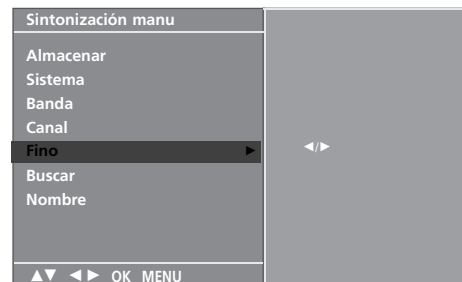 Sintonización manu
Almacenar
Sistema
Banda
Canal
Fino ► ◄/►
Buscar
Nombre
▲▼ ◄► OK MENU